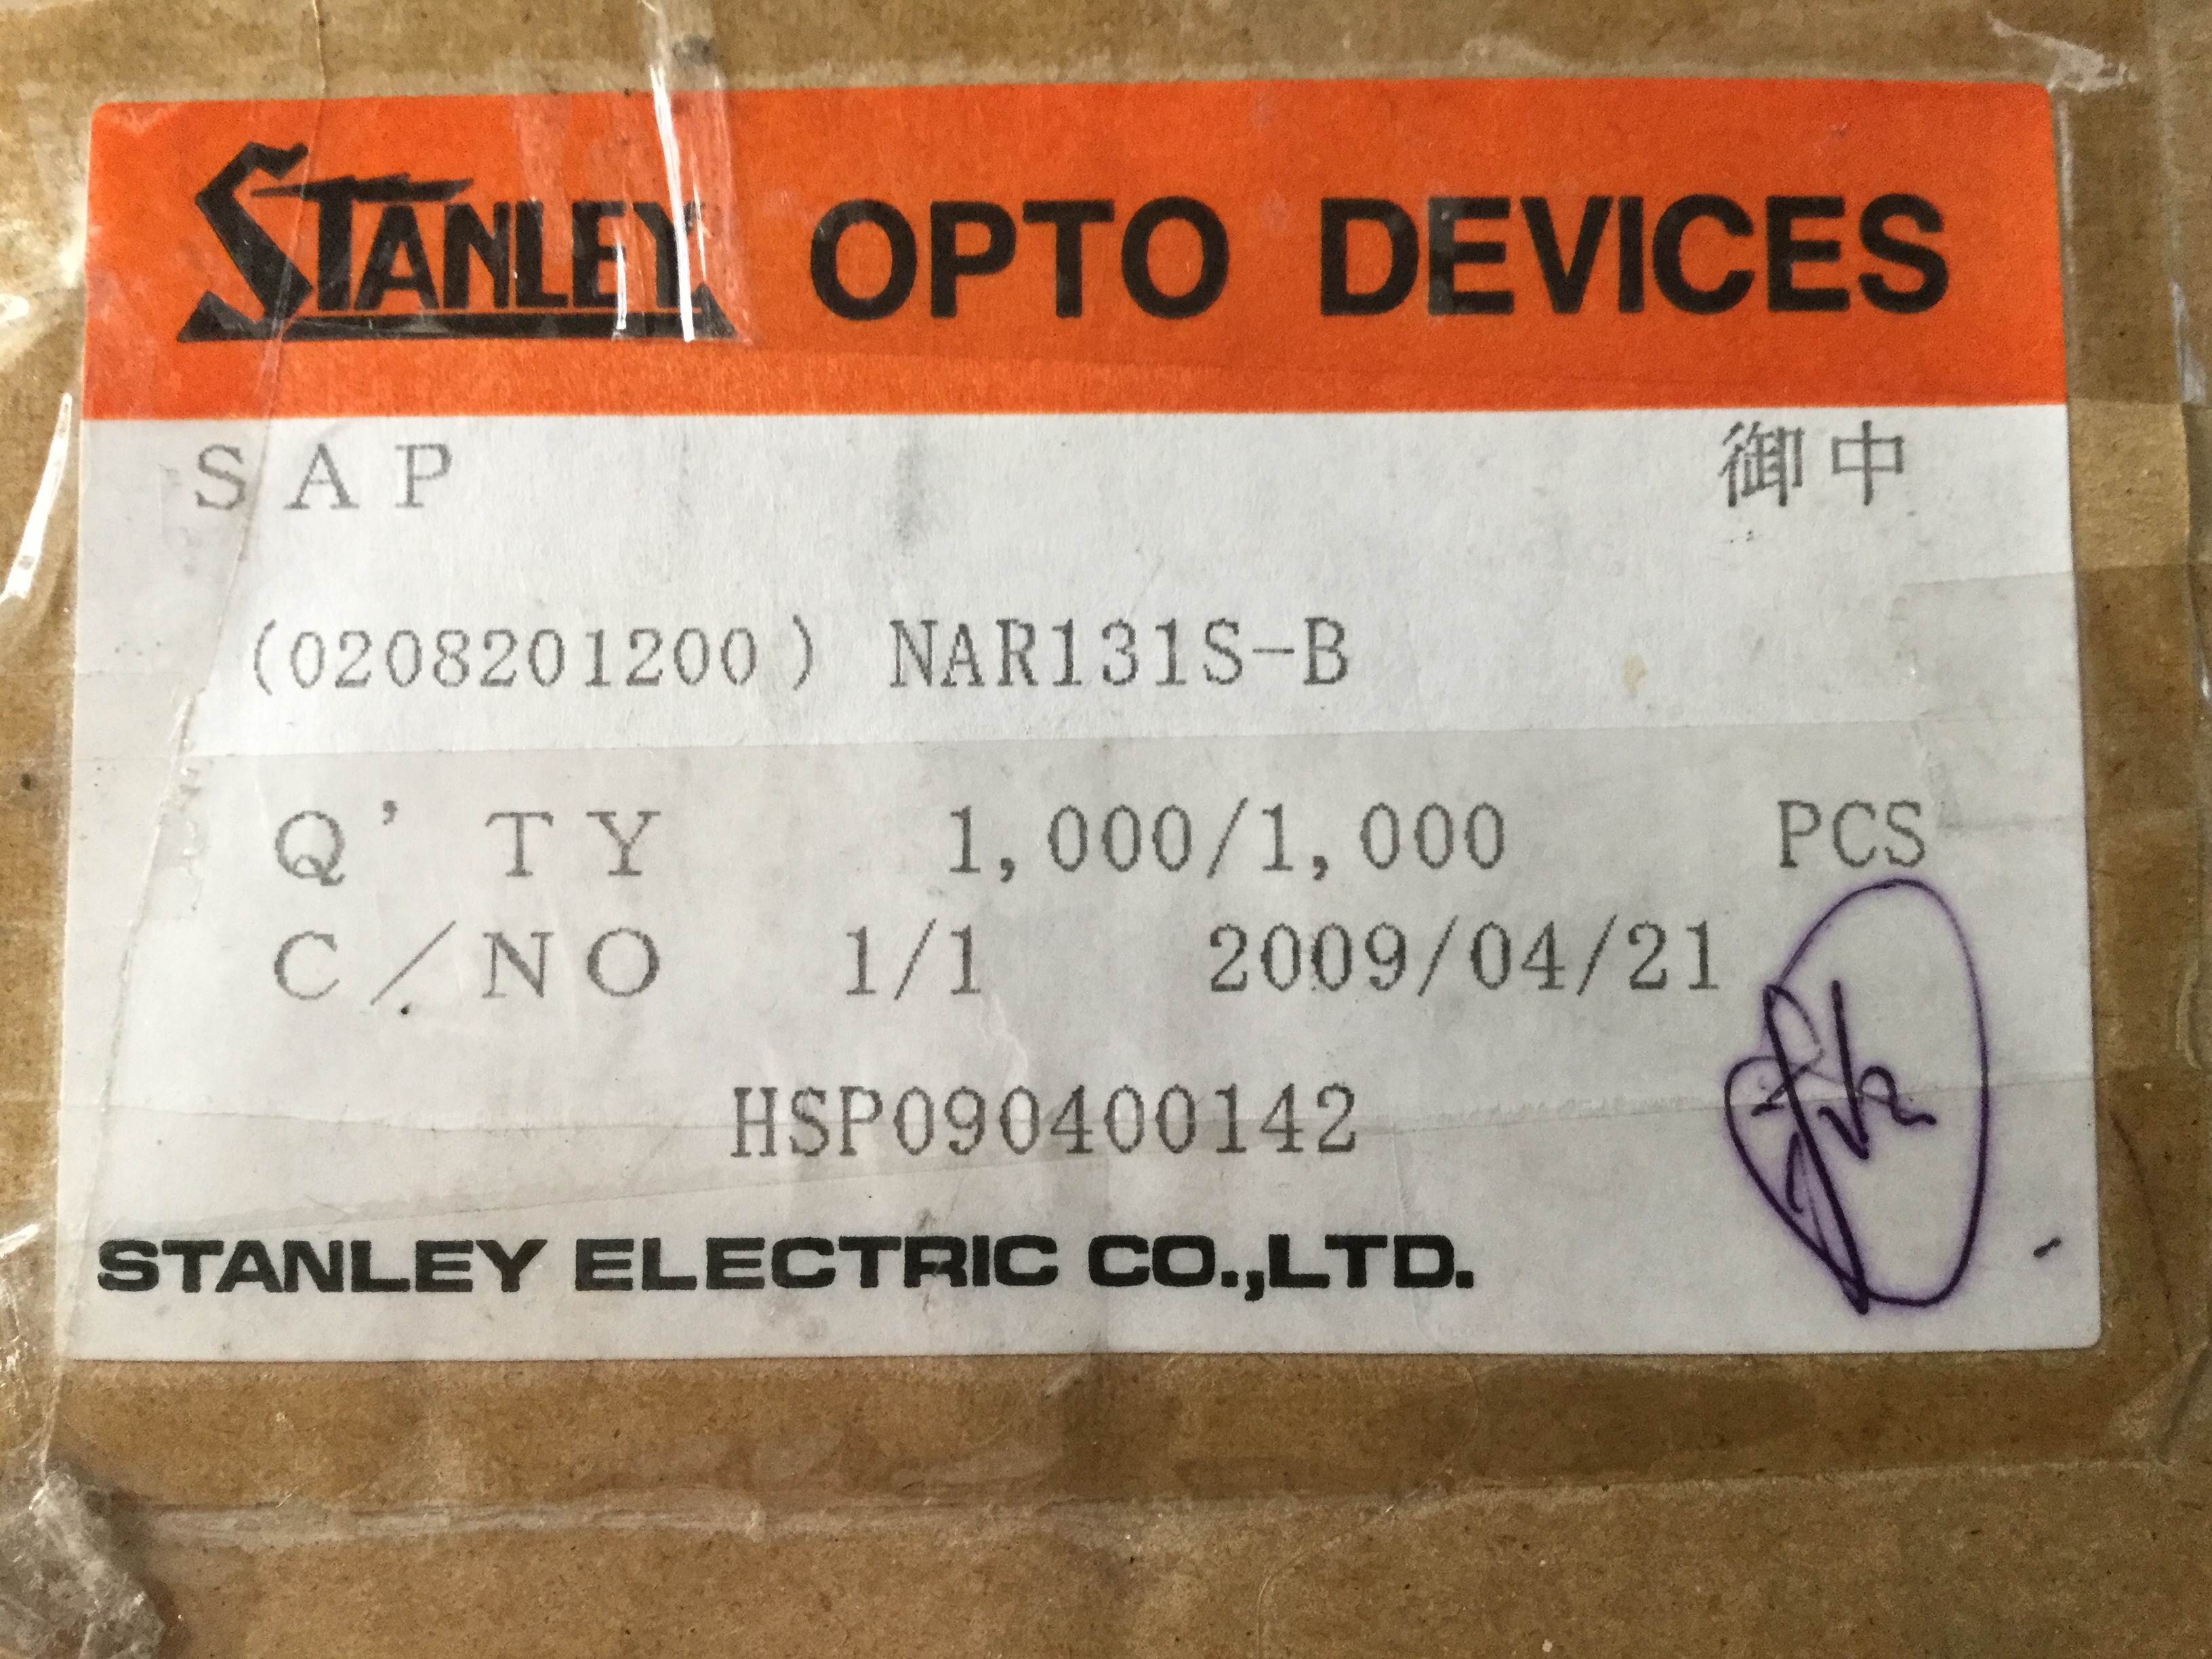 STANLEY OPTO DEVICES
SAP 御中
(0208201200) NAR131S-B
Q'TY 1,000/1,000 PCS
C/NO 1/1 2009/04/21
HSP090400142
STANLEY ELECTRIC CO.,LTD.